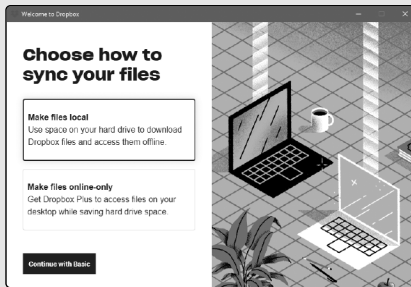 Welcome to Dropbox
Choose how to
sync your files
Make files local
Use space on your hard drive to download
Dropbox files and access them offline.
Make files online-only
Get Dropbox Plus to access files on your
desktop while saving hard drive space.
Continue with Basic